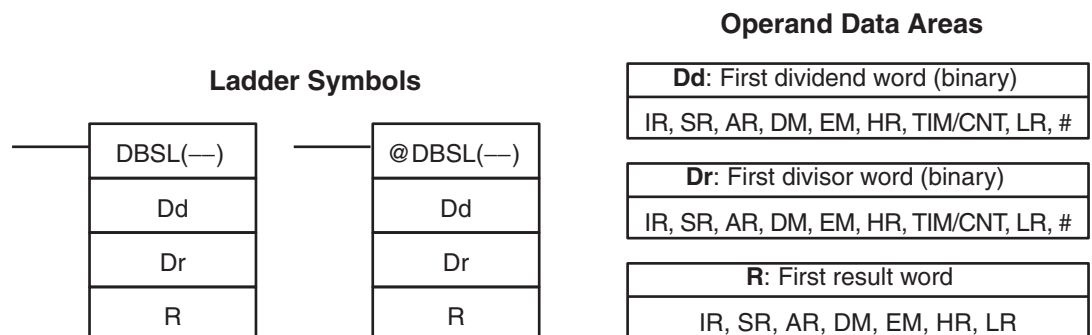 Ladder Symbols
DBSL(––)
Dd
Dr
R
@DBSL(––)
Dd
Dr
R
Operand Data Areas
Dd: First dividend word (binary)
IR, SR, AR, DM, EM, HR, TIM/CNT, LR, #
Dr: First divisor word (binary)
IR, SR, AR, DM, EM, HR, TIM/CNT, LR, #
R: First result word
IR, SR, AR, DM, EM, HR, LR